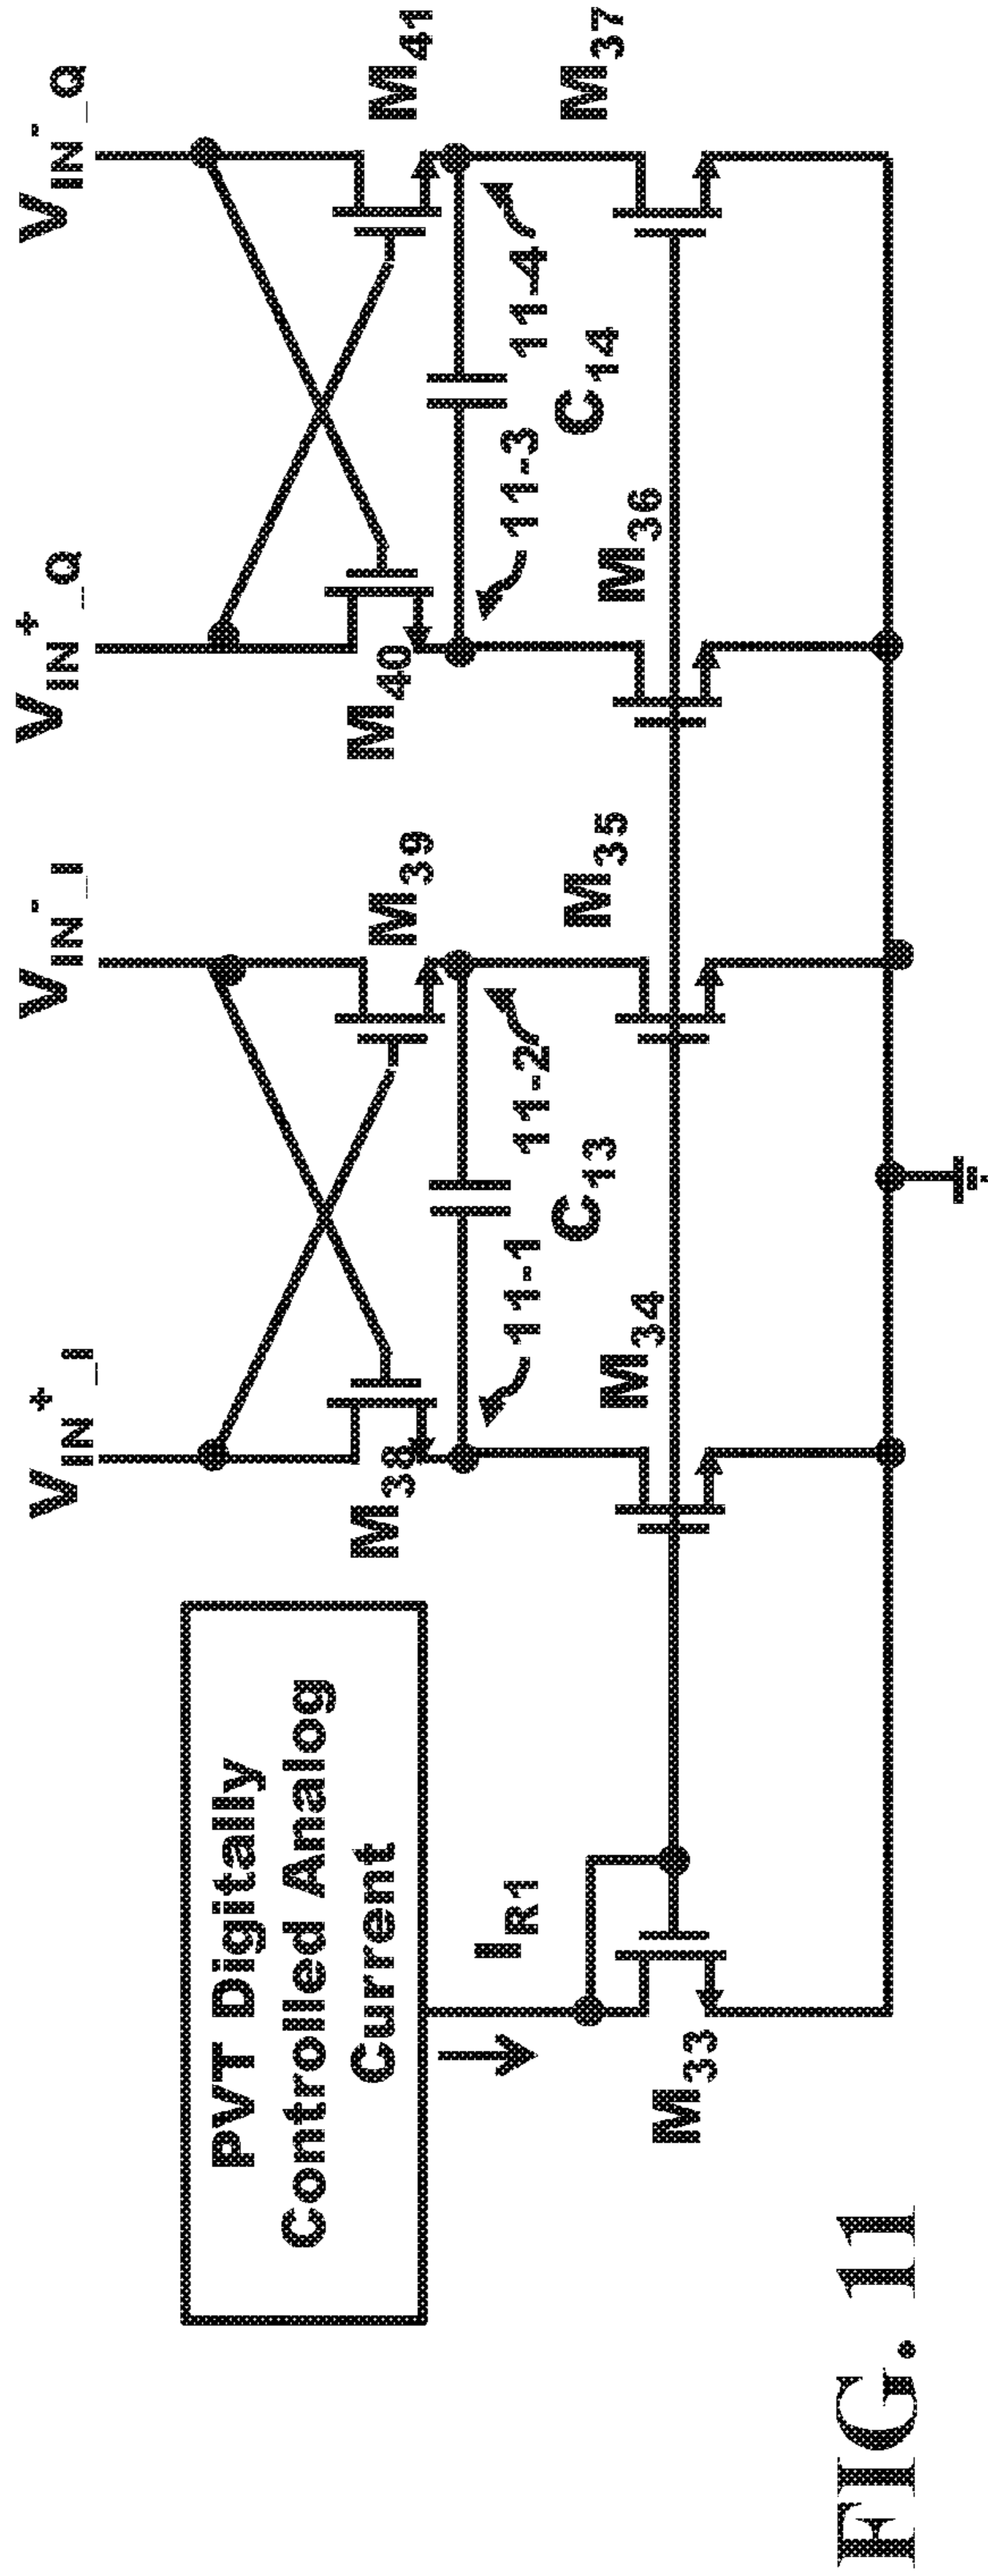 PVT Digitally
Controlled Analog
Current
I_R1
M_33
V_IN^+_I
V_IN^-_I
V_IN^+_Q
V_IN^-_Q
M_38
M_39
M_40
M_41
11-1
11-2
11-3
11-4
C_13
C_14
M_34
M_35
M_36
M_37
FIG. 11